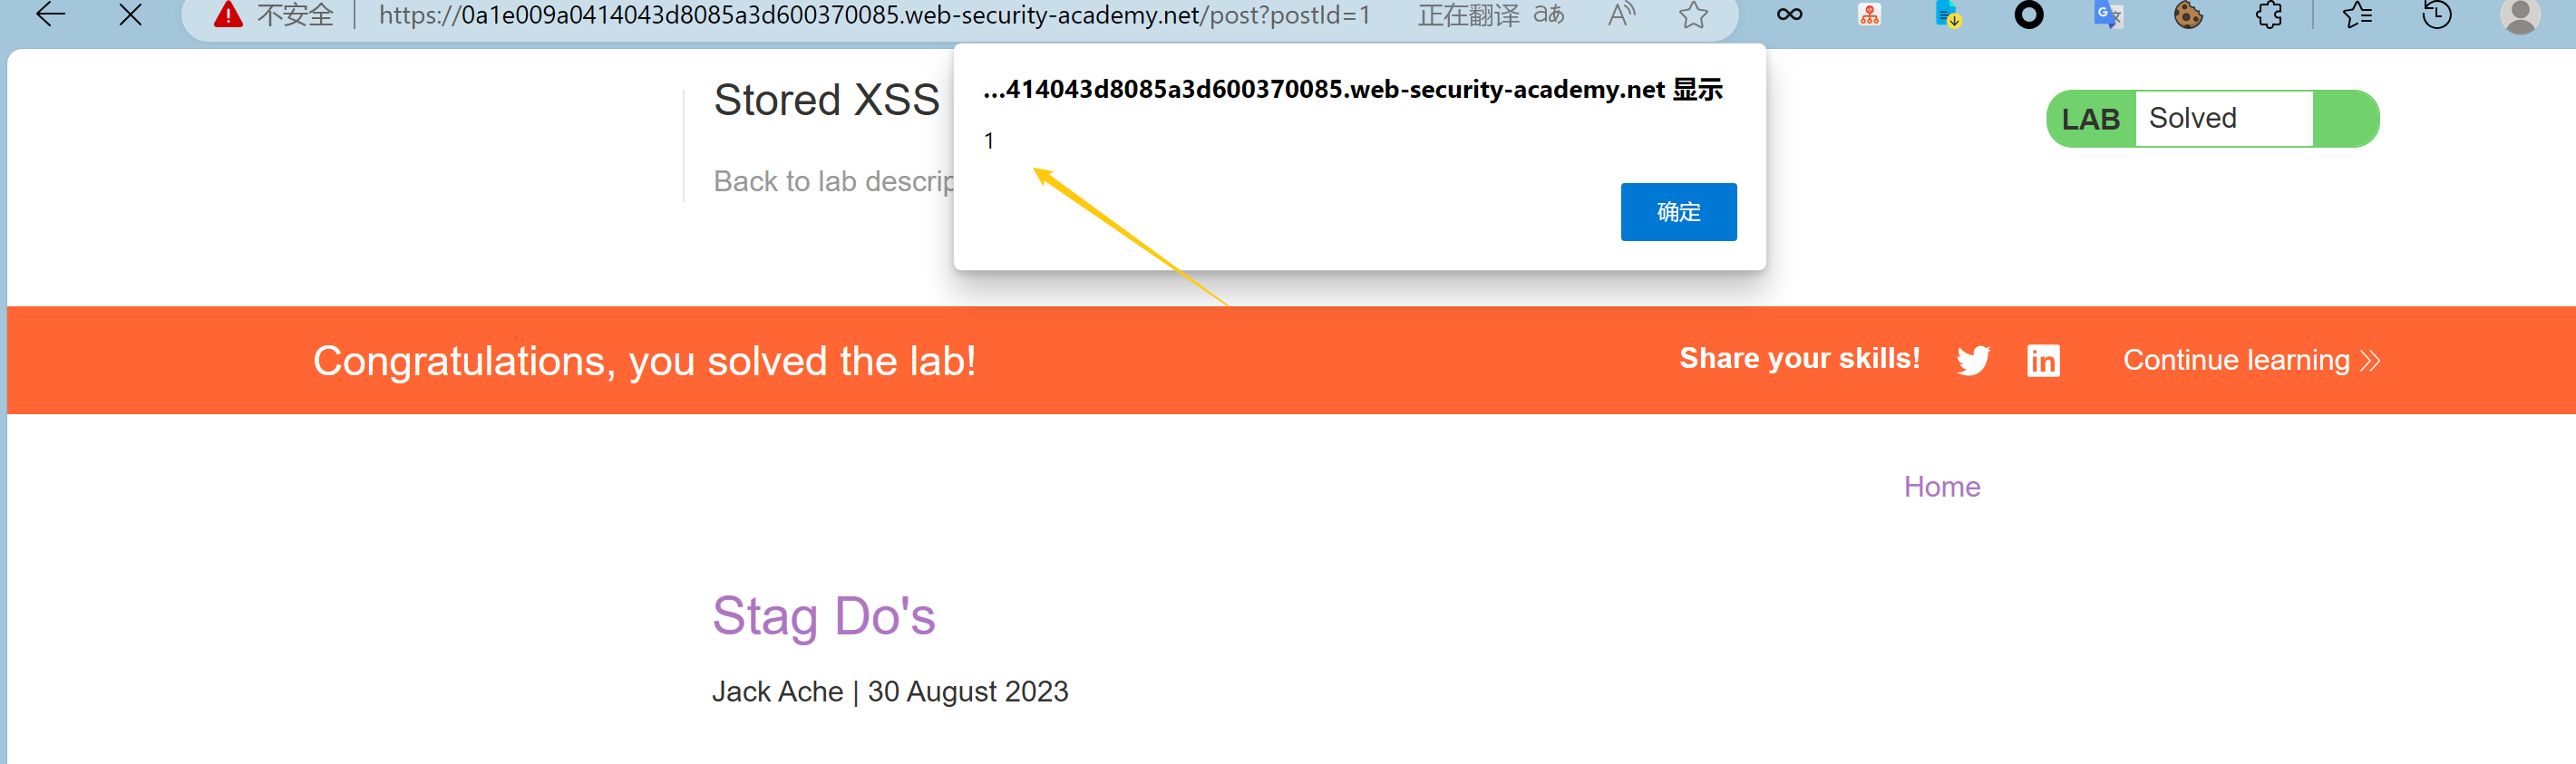 不安全 https://0a1e009a0414043d8085a3d600370085.web-security-academy.net/post?postId=1 正在翻译 aあ
Stored XSS
...414043d8085a3d600370085.web-security-academy.net 显示
1
确定
LAB Solved
Back to lab descrip
Congratulations, you solved the lab!
Share your skills!
Continue learning
Home
Stag Do's
Jack Ache | 30 August 2023